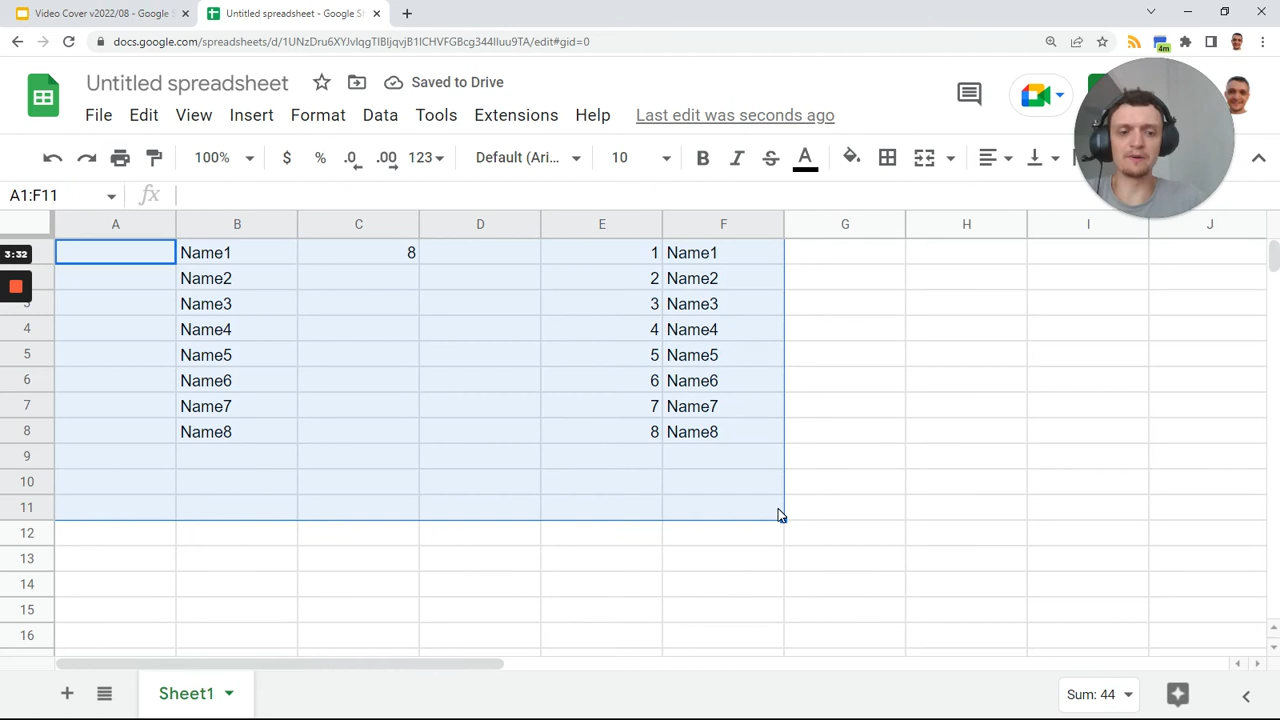 Video Cover v2022/08 - Google S
Untitled spreadsheet - Google S
docs.google.com/spreadsheets/d/1UNzDru6XYJvlqgTlBIjqvjB1ICHVFGBcg344lIuu9TA/edit#gid=0
4m
Untitled spreadsheet
Saved to Drive
File Edit View Insert Format Data Tools Extensions Help Last edit was seconds ago
100% $ % .0 .00 123 Default (Ari... 10 B I S A
A1:F11 fx
A B C D E F G H I J
3:32 Name1 8 1 Name1
Name2 2 Name2
3 Name3 3 Name3
4 Name4 4 Name4
5 Name5 5 Name5
6 Name6 6 Name6
7 Name7 7 Name7
8 Name8 8 Name8
9
10
11
12
13
14
15
16
Sheet1
Sum: 44